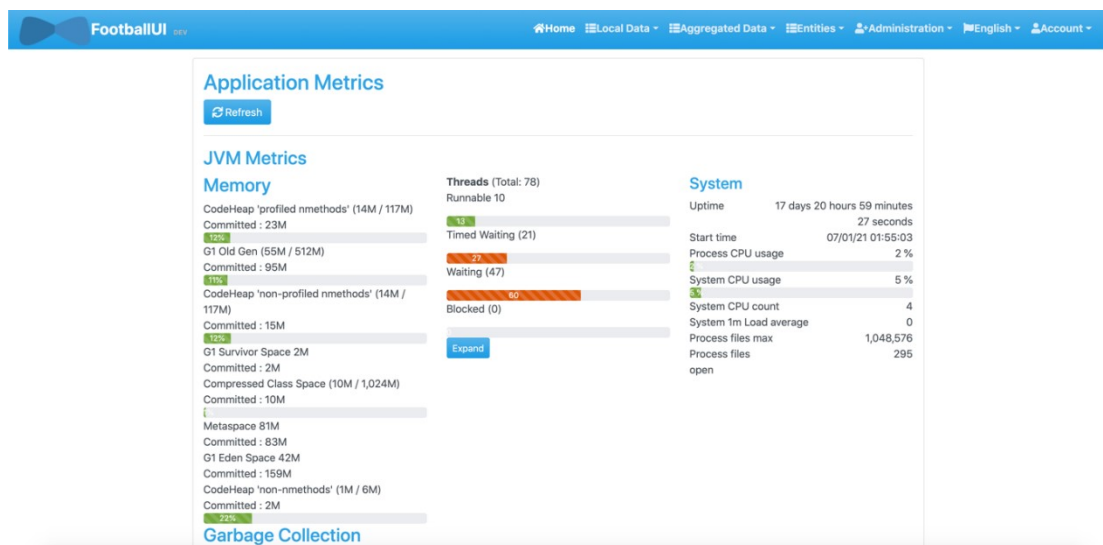 FootballUI DEV
Home Local Data Aggregated Data Entities Administration English Account
Application Metrics
Refresh
JVM Metrics
Memory
CodeHeap 'profiled nmethods' (14M / 117M)
Committed : 23M
12%
G1 Old Gen (55M / 512M)
Committed : 95M
11%
CodeHeap 'non-profiled nmethods' (14M /
117M)
Committed : 15M
12%
G1 Survivor Space 2M
Committed : 2M
Compressed Class Space (10M / 1,024M)
Committed : 10M
Metaspace 81M
Committed : 83M
G1 Eden Space 42M
Committed : 159M
CodeHeap 'non-nmethods' (1M / 6M)
Committed : 2M
22%
Garbage Collection
Threads (Total: 78)
Runnable 10
13
Timed Waiting (21)
27
Waiting (47)
60
Blocked (0)
Expand
System
Uptime 17 days 20 hours 59 minutes
27 seconds
Start time 07/01/21 01:55:03
Process CPU usage 2 %
System CPU usage 5 %
System CPU count 4
System 1m Load average 0
Process files max 1,048,576
Process files 295
open